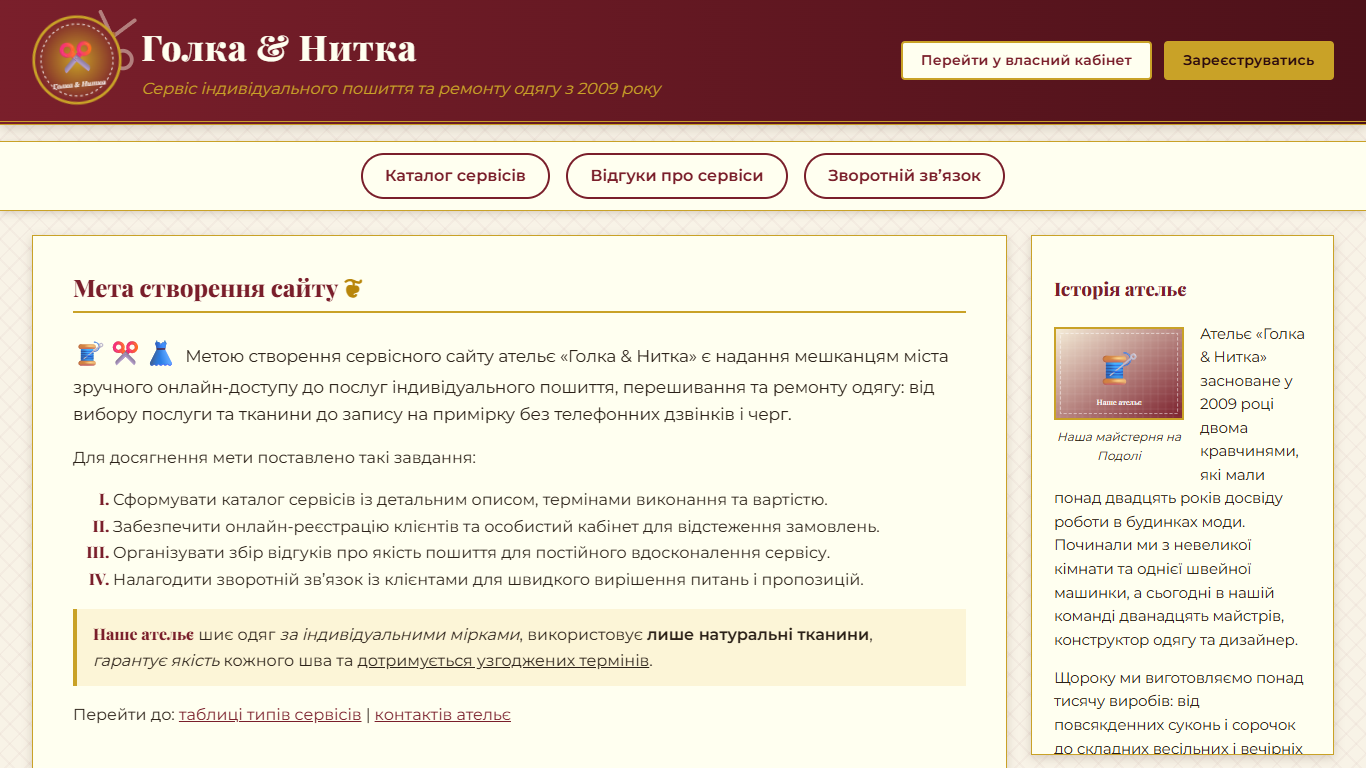 Голка & Нитка
Голка & Нитка
Сервіс індивідуального пошиття та ремонту одягу з 2009 року
Перейти у власний кабінет
Зареєструватись
Каталог сервісів
Відгуки про сервіси
Зворотній зв’язок
Мета створення сайту ❦
Метою створення сервісного сайту ательє «Голка & Нитка» є надання мешканцям міста
зручного онлайн-доступу до послуг індивідуального пошиття, перешивання та ремонту одягу: від
вибору послуги та тканини до запису на примірку без телефонних дзвінків і черг.
Для досягнення мети поставлено такі завдання:
I. Сформувати каталог сервісів із детальним описом, термінами виконання та вартістю.
II. Забезпечити онлайн-реєстрацію клієнтів та особистий кабінет для відстеження замовлень.
III. Організувати збір відгуків про якість пошиття для постійного вдосконалення сервісу.
IV. Налагодити зворотній зв’язок із клієнтами для швидкого вирішення питань і пропозицій.
Наше ательє шиє одяг за індивідуальними мірками, використовує лише натуральні тканини,
гарантує якість кожного шва та дотримується узгоджених термінів.
Перейти до: таблиці типів сервісів | контактів ательє
Історія ательє
Наше ательє
Наша майстерня на
Подолі
Ательє «Голка
& Нитка»
засноване у
2009 році
двома
кравчинями,
які мали
понад двадцять років досвіду
роботи в будинках моди.
Починали ми з невеликої
кімнати та однієї швейної
машинки, а сьогодні в нашій
команді дванадцять майстрів,
конструктор одягу та дизайнер.
Щороку ми виготовляємо понад
тисячу виробів: від
повсякденних суконь і сорочок
до складних весільних і вечірніх